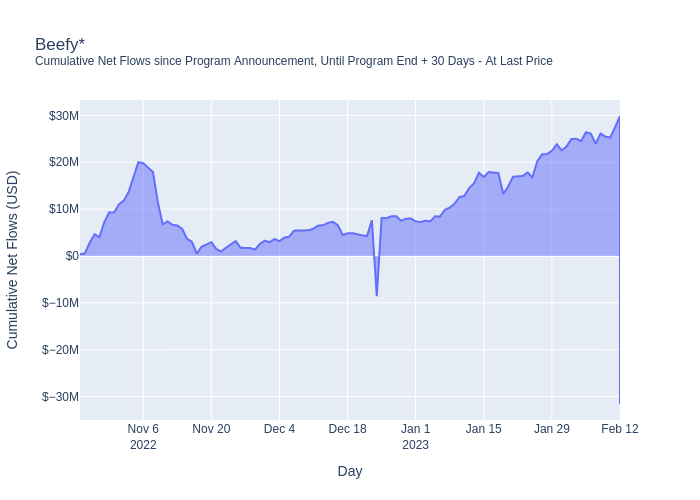 Beefy*
Cumulative Net Flows since Program Announcement, Until Program End + 30 Days - At Last Price
Cumulative Net Flows (USD)
$30M
$20M
$10M
$0
$−10M
$−20M
$−30M
Nov 6 Nov 20 Dec 4 Dec 18 Jan 1 Jan 15 Jan 29 Feb 12
2022 2023
Day